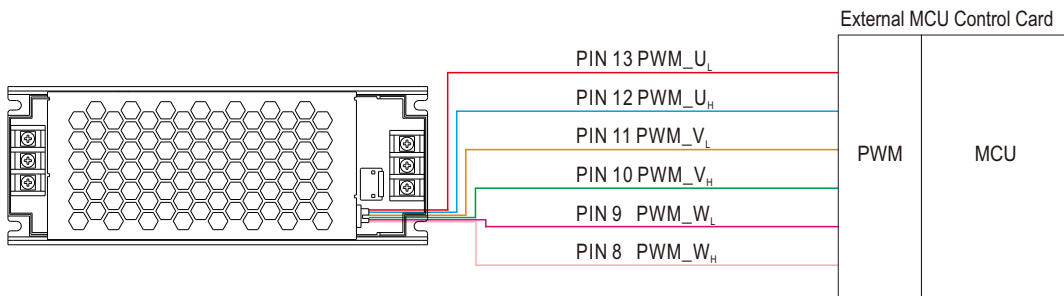 External MCU Control Card
PIN 13 PWM_UL
PIN 12 PWM_UH
PIN 11 PWM_VL
PIN 10 PWM_VH
PIN 9 PWM_WL
PIN 8 PWM_WH
PWM
MCU